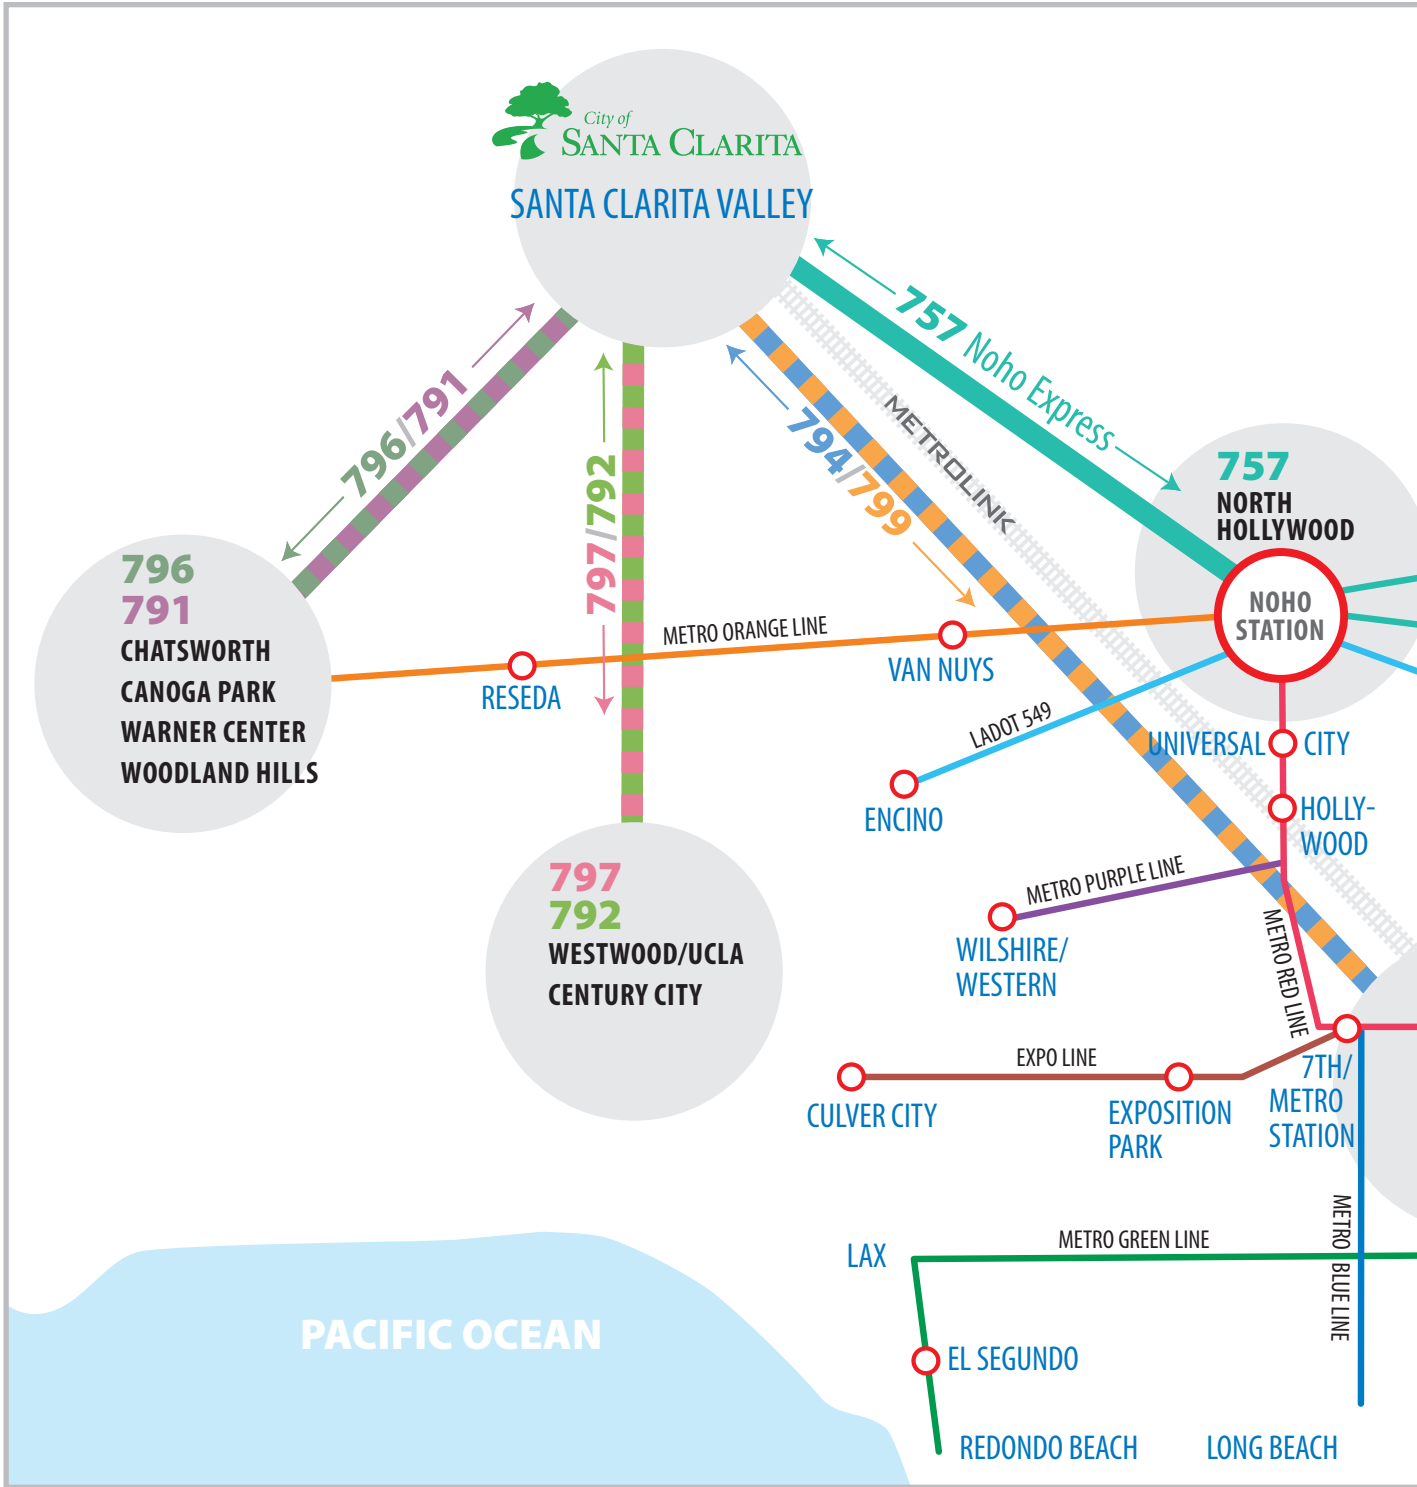 City of
SANTA CLARITA
SANTA CLARITA VALLEY
757 Noho Express
796/791
797/792
794/799
METROLINK
757
NORTH
HOLLYWOOD
NOHO
STATION
796
791
CHATSWORTH
CANOGA PARK
WARNER CENTER
WOODLAND HILLS
METRO ORANGE LINE
RESEDA
VAN NUYS
LADOT 549
ENCINO
UNIVERSAL CITY
HOLLY-
WOOD
797
792
WESTWOOD/UCLA
CENTURY CITY
METRO PURPLE LINE
WILSHIRE/
WESTERN
METRO RED LINE
EXPO LINE
CULVER CITY
EXPOSITION
PARK
7TH/
METRO
STATION
METRO BLUE LINE
LAX
METRO GREEN LINE
PACIFIC OCEAN
EL SEGUNDO
REDONDO BEACH
LONG BEACH